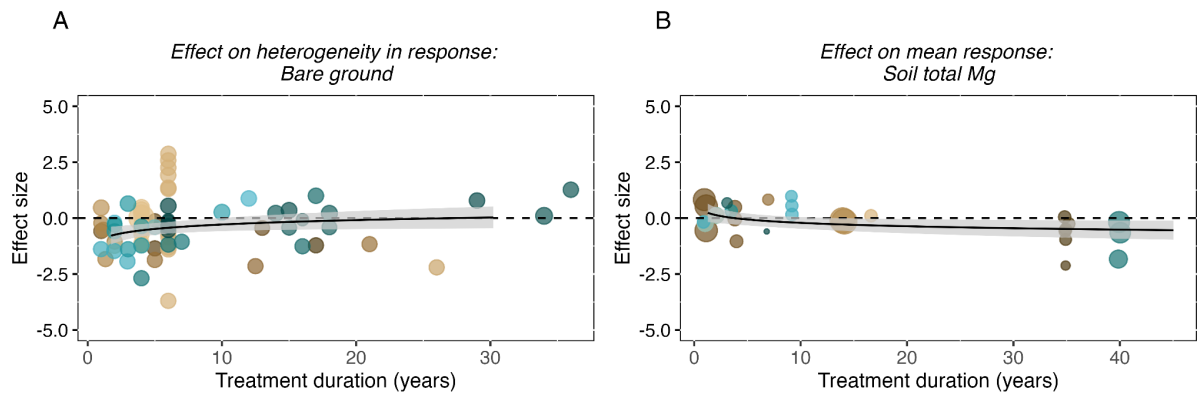 A
Effect on heterogeneity in response:
Bare ground
Effect size
5.0
2.5
0.0
-2.5
-5.0
0
10
20
30
Treatment duration (years)
B
Effect on mean response:
Soil total Mg
Effect size
5.0
2.5
0.0
-2.5
-5.0
0
10
20
30
40
Treatment duration (years)